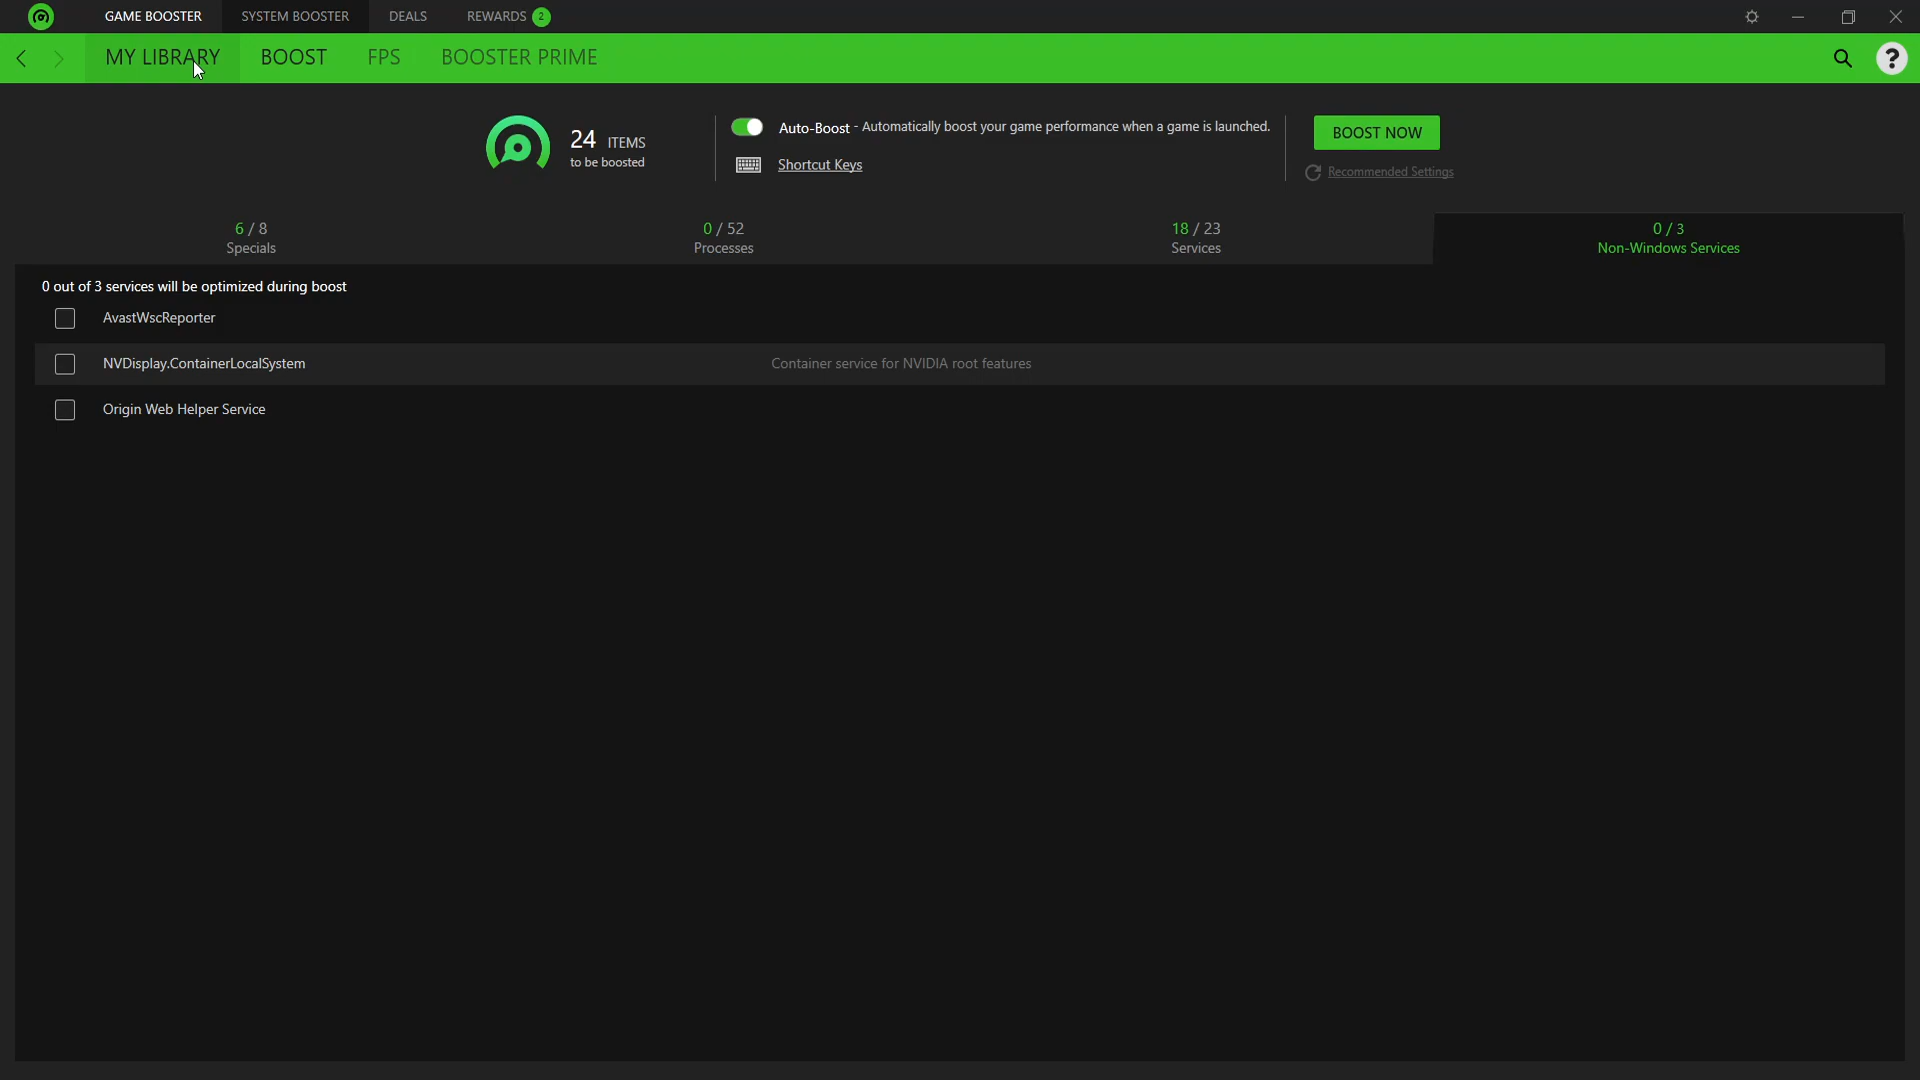 GAME BOOSTER SYSTEM BOOSTER DEALS REWARDS 2
MY LIBRARY BOOST FPS BOOSTER PRIME ?
24 ITEMS
to be boosted
Auto-Boost - Automatically boost your game performance when a game is launched.
Shortcut Keys
BOOST NOW
Recommended Settings
6 / 8
Specials
0 / 52
Processes
18 / 23
Services
0 / 3
Non-Windows Services
0 out of 3 services will be optimized during boost
AvastWscReporter
NVDisplay.ContainerLocalSystem Container service for NVIDIA root features
Origin Web Helper Service